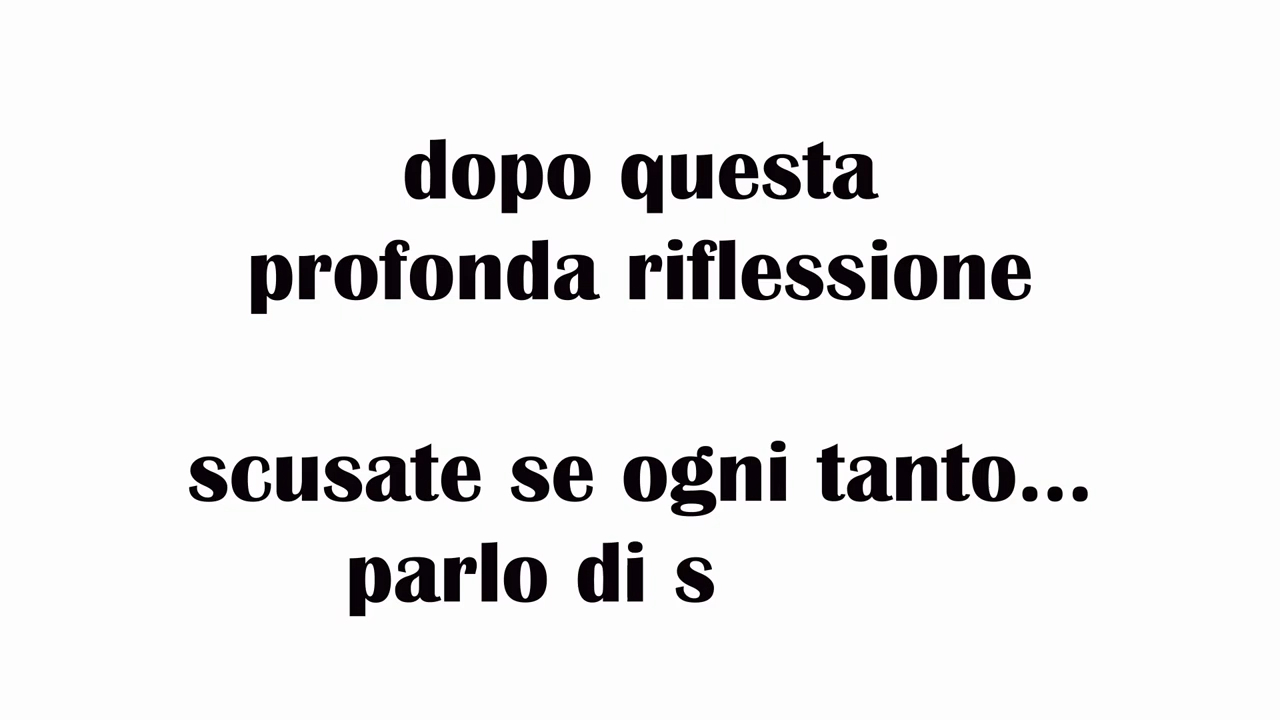 dopo questa
profonda riflessione
scusate se ogni tanto...
parlo di s